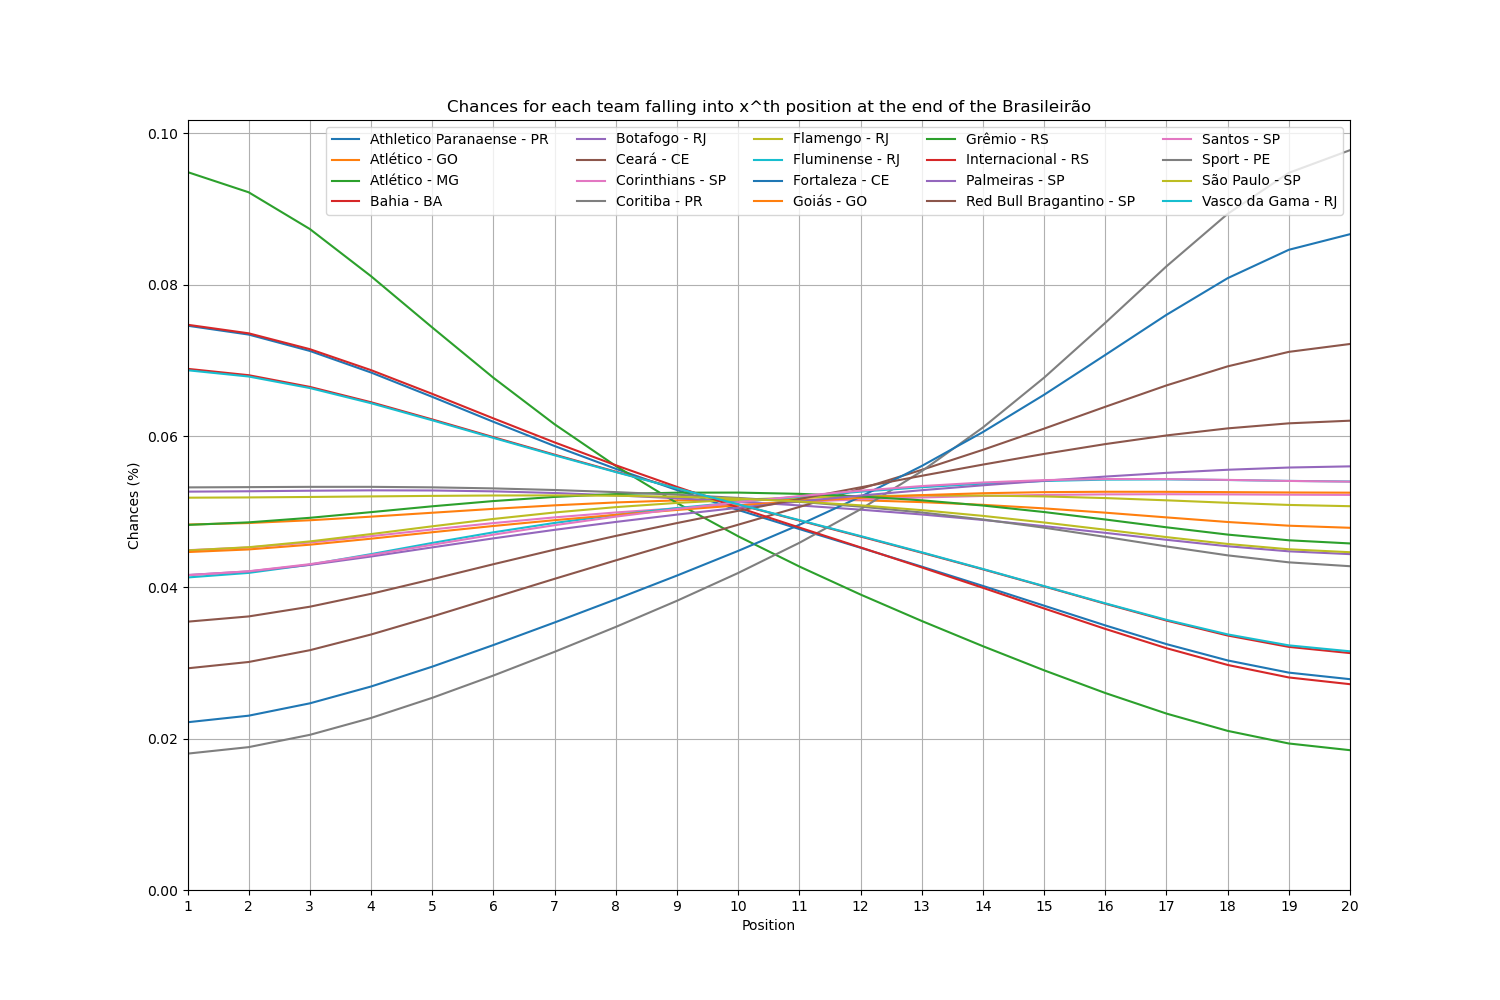 Chances for each team falling into x^th position at the end of the Brasileirão
Athletico Paranaense - PR
Atlético - GO
Atlético - MG
Bahia - BA
Botafogo - RJ
Ceará - CE
Corinthians - SP
Coritiba - PR
Flamengo - RJ
Fluminense - RJ
Fortaleza - CE
Goiás - GO
Grêmio - RS
Internacional - RS
Palmeiras - SP
Red Bull Bragantino - SP
Santos - SP
Sport - PE
São Paulo - SP
Vasco da Gama - RJ
Chances (%)
0.10
0.08
0.06
0.04
0.02
0.00
1 2 3 4 5 6 7 8 9 10 11 12 13 14 15 16 17 18 19 20
Position